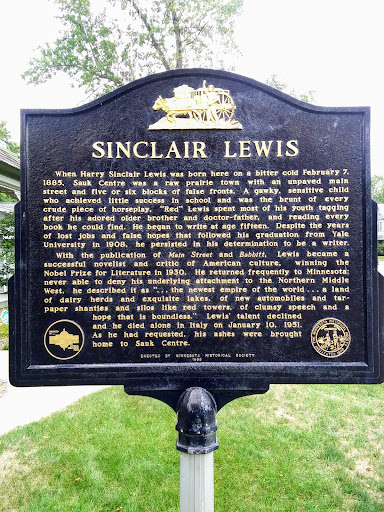 SINCLAIR LEWIS
When Harry Sinclair Lewis was born here on a bitter cold February 7,
1885, Sauk Centre was a raw prairie town with an unpaved main
street and five or six blocks of false fronts. A gawky, sensitive child
who achieved little success in school and was the brunt of every
crude piece of horseplay, "Red" Lewis spent most of his youth tagging
after his adored older brother and doctor-father, and reading every
book he could find. He began to write at age fifteen. Despite the years
of lost jobs and false hopes that followed his graduation from Yale
University in 1908, he persisted in his determination to be a writer.
With the publication of Main Street and Babbitt, Lewis became a
successful novelist and critic of American culture, winning the
Nobel Prize for Literature in 1930. He returned frequently to Minnesota;
never able to deny his underlying attachment to the Northern Middle
West, he described it as "... the newest empire of the world ... a land
of dairy herds and exquisite lakes, of new automobiles and tar-
paper shanties and silos like red towers, of clumsy speech and a
hope that is boundless." Lewis' talent declined
and he died alone in Italy on January 10, 1951.
As he had requested, his ashes were brought
home to Sauk Centre.
ERECTED BY MINNESOTA HISTORICAL SOCIETY